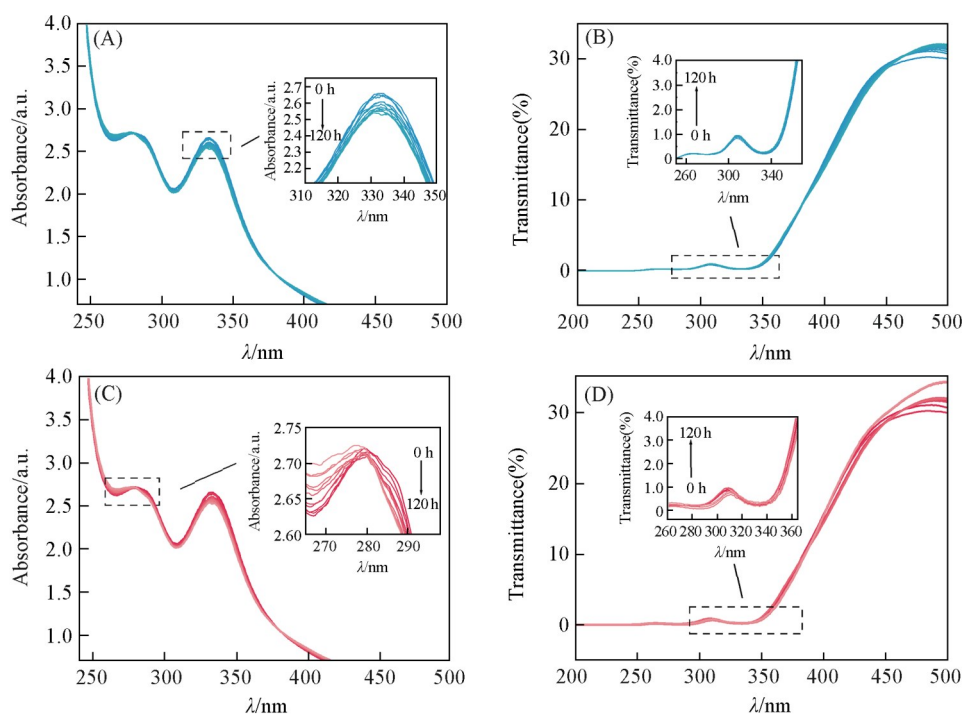 (A)
Absorbance/a.u.
4.0
3.5
3.0
2.5
2.0
1.5
1.0
240 300 350 400 450 500
λ/nm
Absorbance/a.u.
2.7
2.6
2.5
2.4
2.3
2.2
0 h
120 h
310 320 330 340 350
λ/nm
(B)
Transmittance(%)
30
20
10
0
200 250 300 350 400 450 500
λ/nm
Transmittance(%)
4.0
3.0
2.0
1.0
0
120 h
0 h
260 300 340
λ/nm
(C)
Absorbance/a.u.
4.0
3.5
3.0
2.5
2.0
1.5
1.0
240 300 350 400 450 500
λ/nm
Absorbance/a.u.
2.75
2.70
2.65
2.60
0 h
120 h
270 280 290
λ/nm
(D)
Transmittance(%)
30
20
10
0
200 250 300 350 400 450 500
λ/nm
Transmittance(%)
4.0
3.0
2.0
1.0
0
120 h
0 h
260 280 300 320 340 360
λ/nm